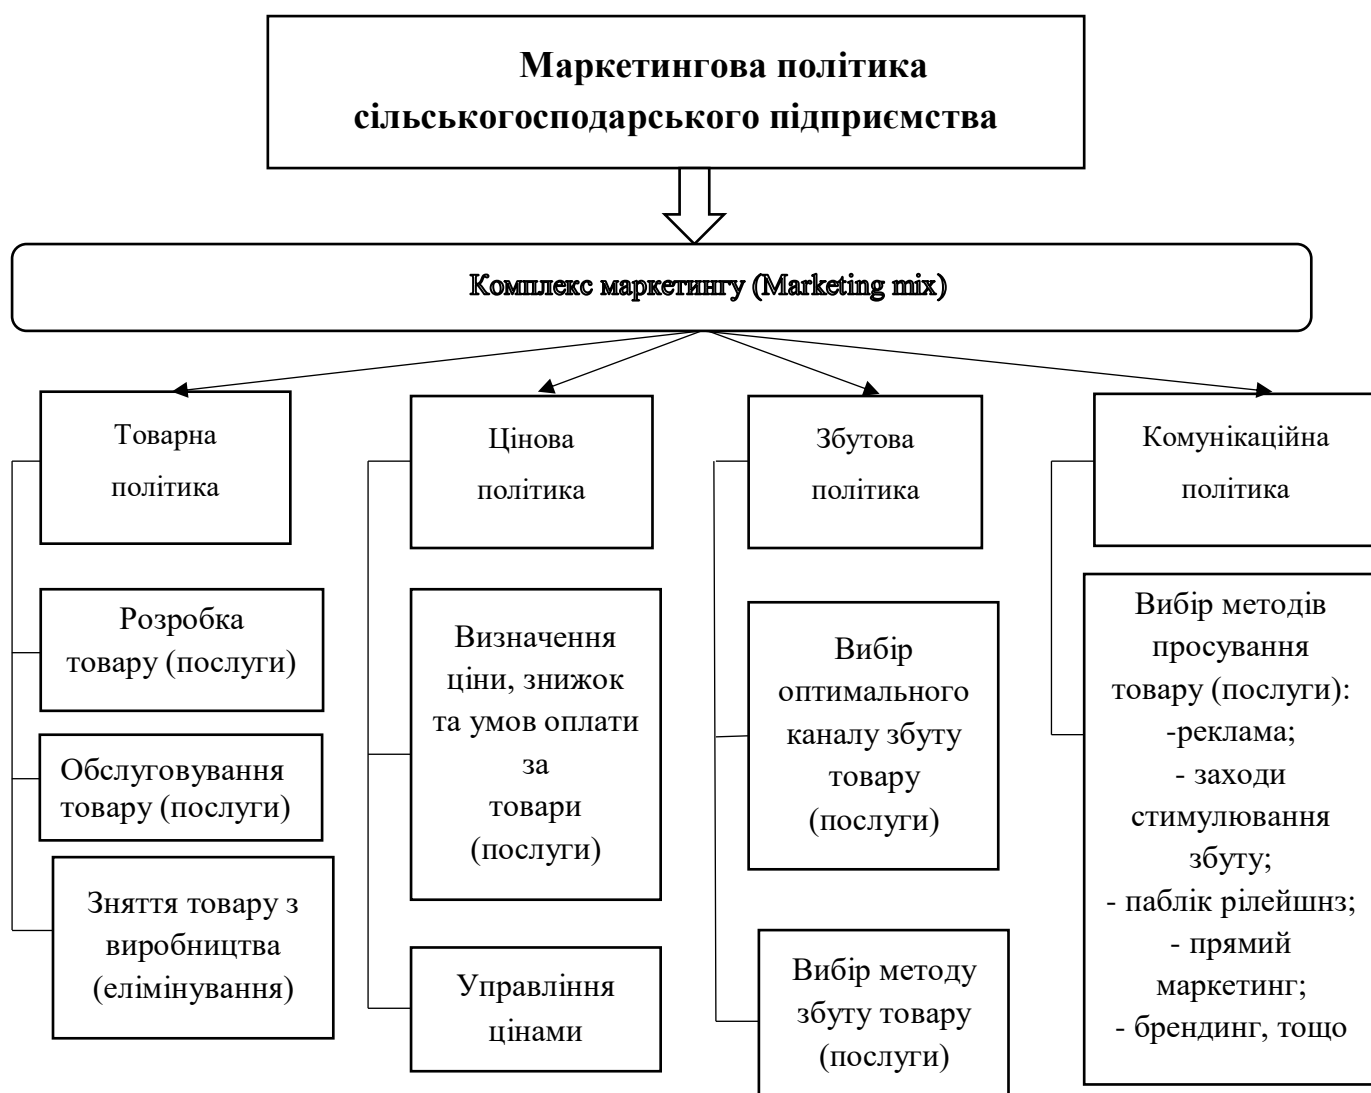 Маркетингова політика
сільськогосподарського підприємства
Комплекс маркетингу (Marketing mix)
Товарна
політика
Розробка
товару (послуги)
Обслуговування
товару (послуги)
Зняття товару з
виробництва
(елімінування)
Цінова
політика
Визначення
ціни, знижок
та умов оплати
за
товари
(послуги)
Управління
цінами
Збутова
політика
Вибір
оптимального
каналу збуту
товару
(послуги)
Вибір методу
збуту товару
(послуги)
Комунікаційна
політика
Вибір методів
просування
товару (послуги):
-реклама;
- заходи
стимулювання
збуту;
- паблік рілейшнз;
- прямий
маркетинг;
- брендинг, тощо